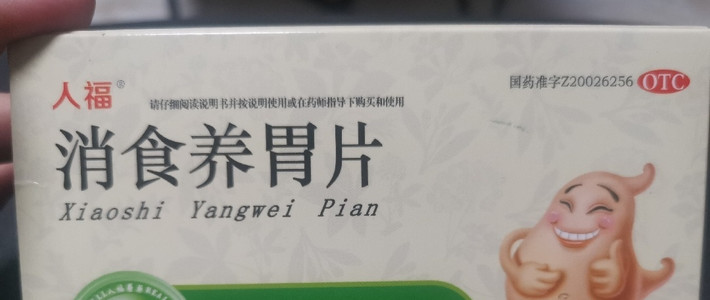 国药准字Z20026256 OTC
人福®
请仔细阅读说明书并按说明使用或在药师指导下购买和使用
消食养胃片
Xiaoshi Yangwei Pian